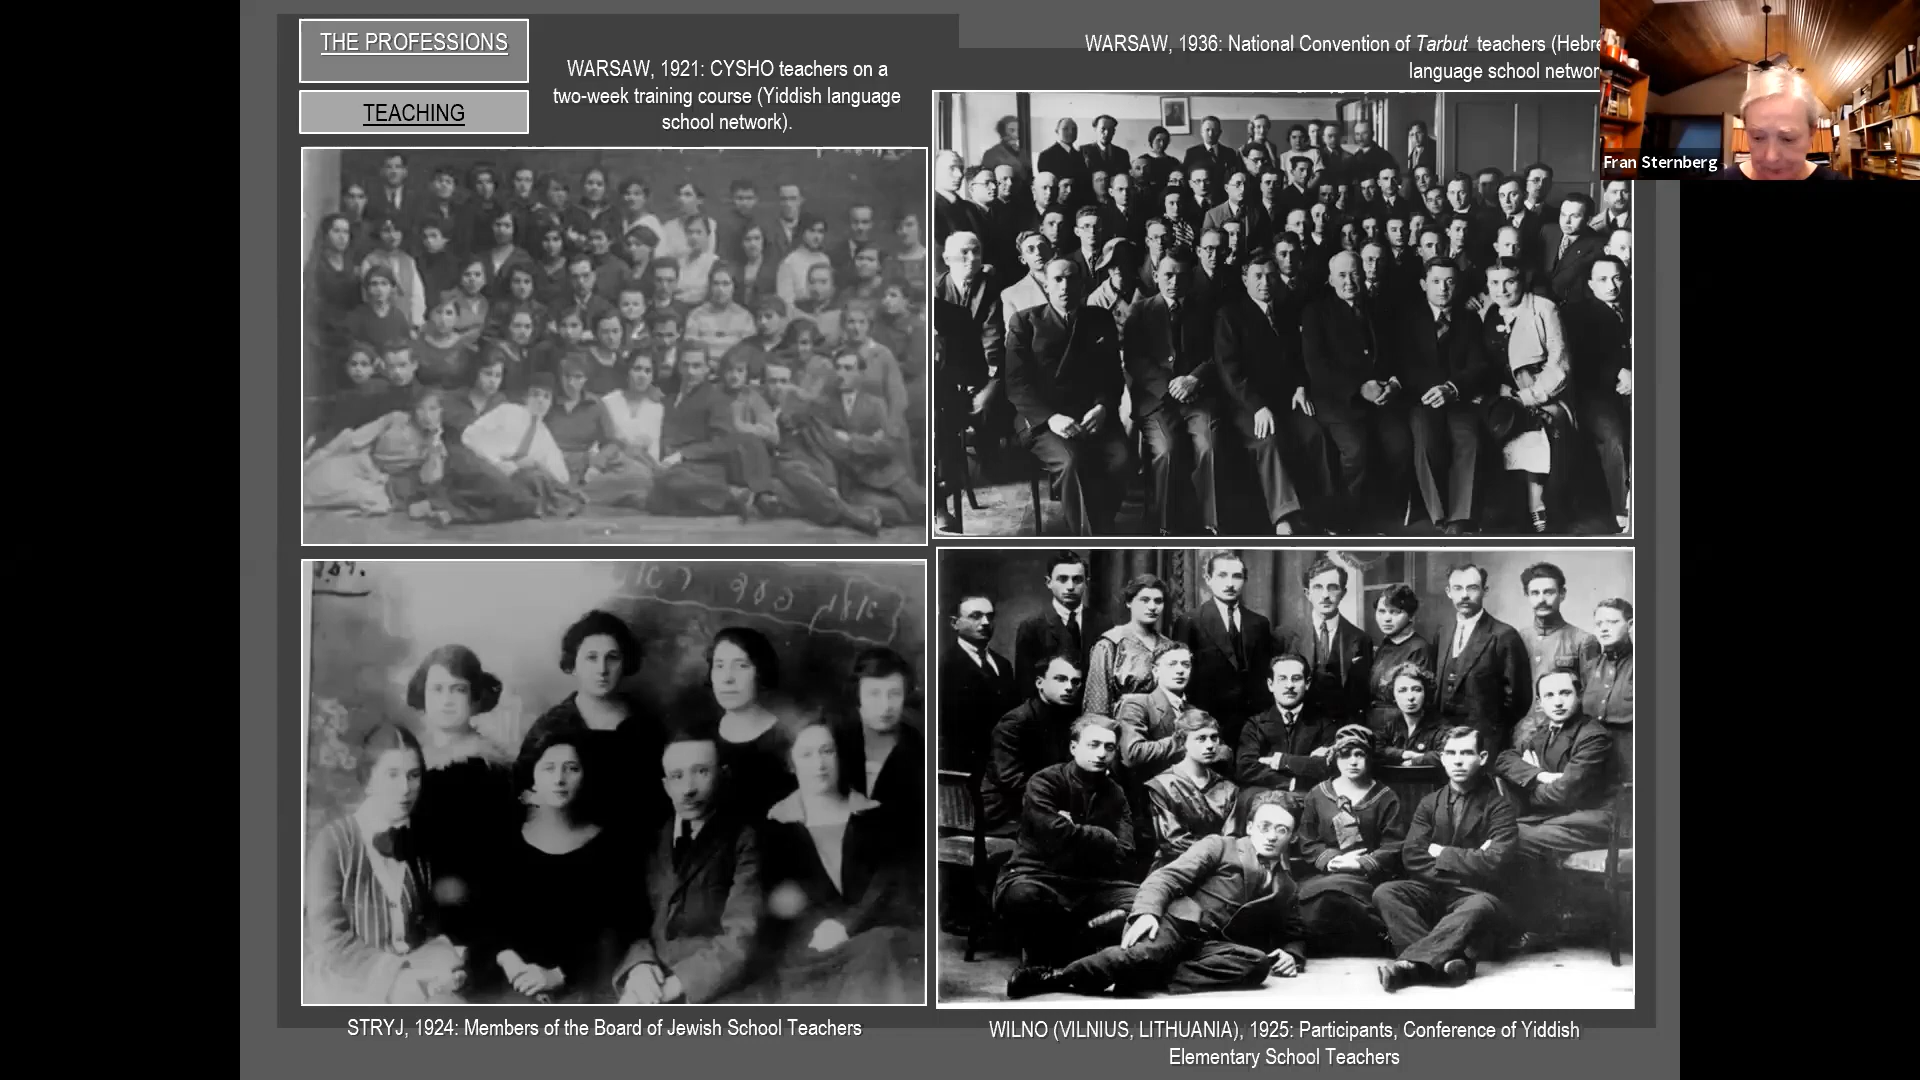 THE PROFESSIONS
TEACHING
WARSAW, 1921: CYSHO teachers on a
two-week training course (Yiddish language
school network).
WARSAW, 1936: National Convention of Tarbut teachers (Hebre
language school networ
Fran Sternberg
STRYJ, 1924: Members of the Board of Jewish School Teachers
WILNO (VILNIUS, LITHUANIA), 1925: Participants, Conference of Yiddish
Elementary School Teachers